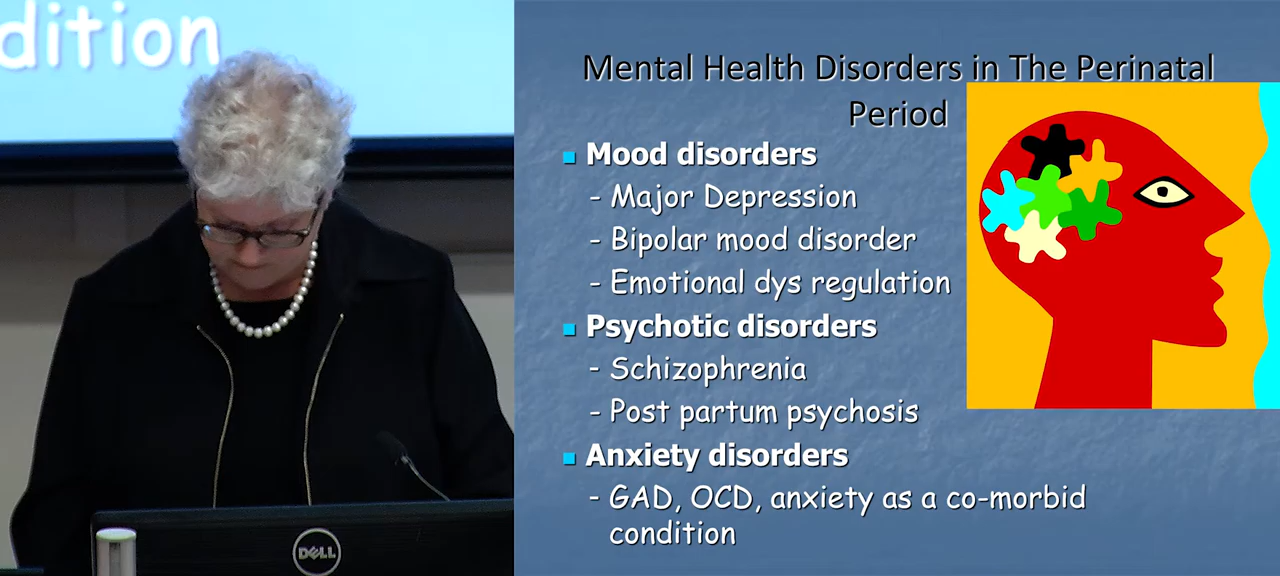 dition
Mental Health Disorders in The Perinatal
Period
Mood disorders
- Major Depression
- Bipolar mood disorder
- Emotional dys regulation
Psychotic disorders
- Schizophrenia
- Post partum psychosis
Anxiety disorders
- GAD, OCD, anxiety as a co-morbid
condition
DELL